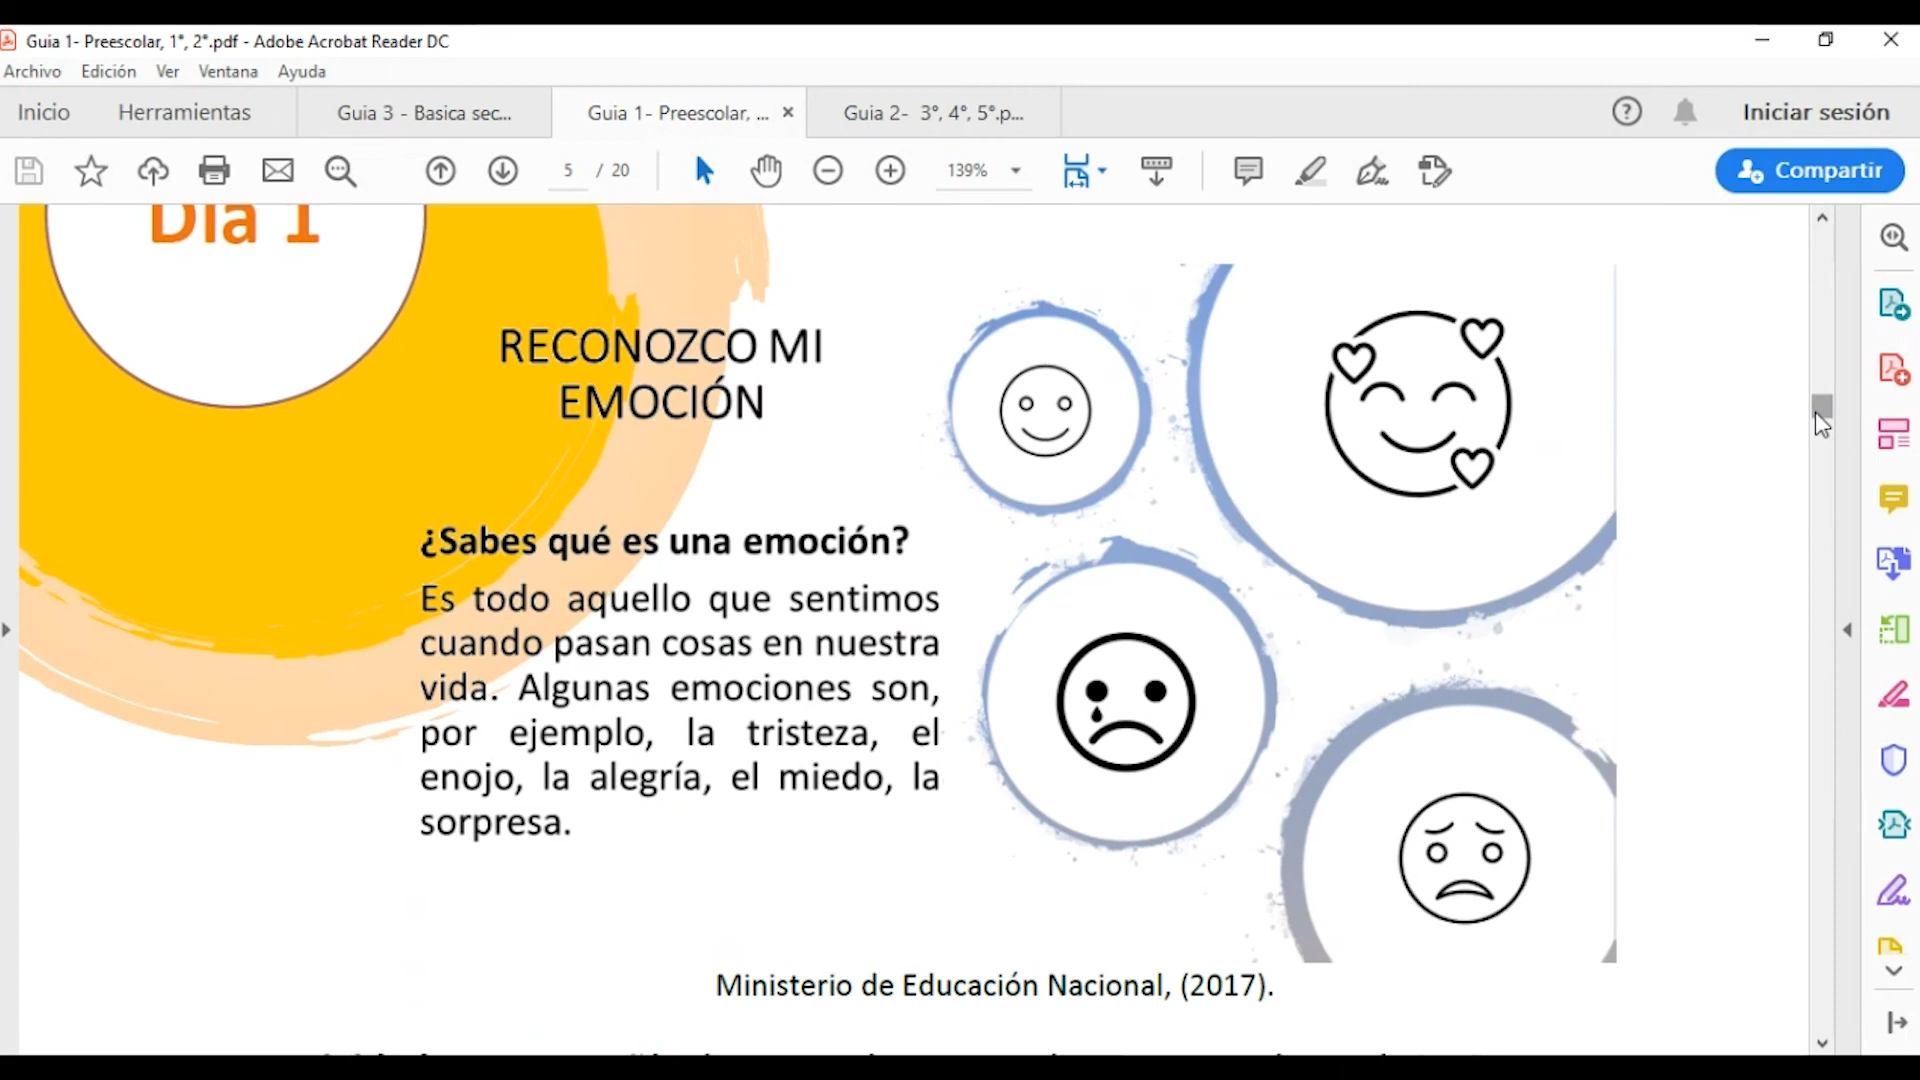 Guia 1- Preescolar, 1°, 2°.pdf - Adobe Acrobat Reader DC
Archivo Edición Ver Ventana Ayuda
Inicio Herramientas Guia 3 - Basica sec... Guia 1- Preescolar, ... Guia 2- 3°, 4°, 5°.p... Iniciar sesión
5 / 20 139% Compartir
Día 1
RECONOZCO MI
EMOCIÓN
¿Sabes qué es una emoción?
Es todo aquello que sentimos
cuando pasan cosas en nuestra
vida. Algunas emociones son,
por ejemplo, la tristeza, el
enojo, la alegría, el miedo, la
sorpresa.
Ministerio de Educación Nacional, (2017).